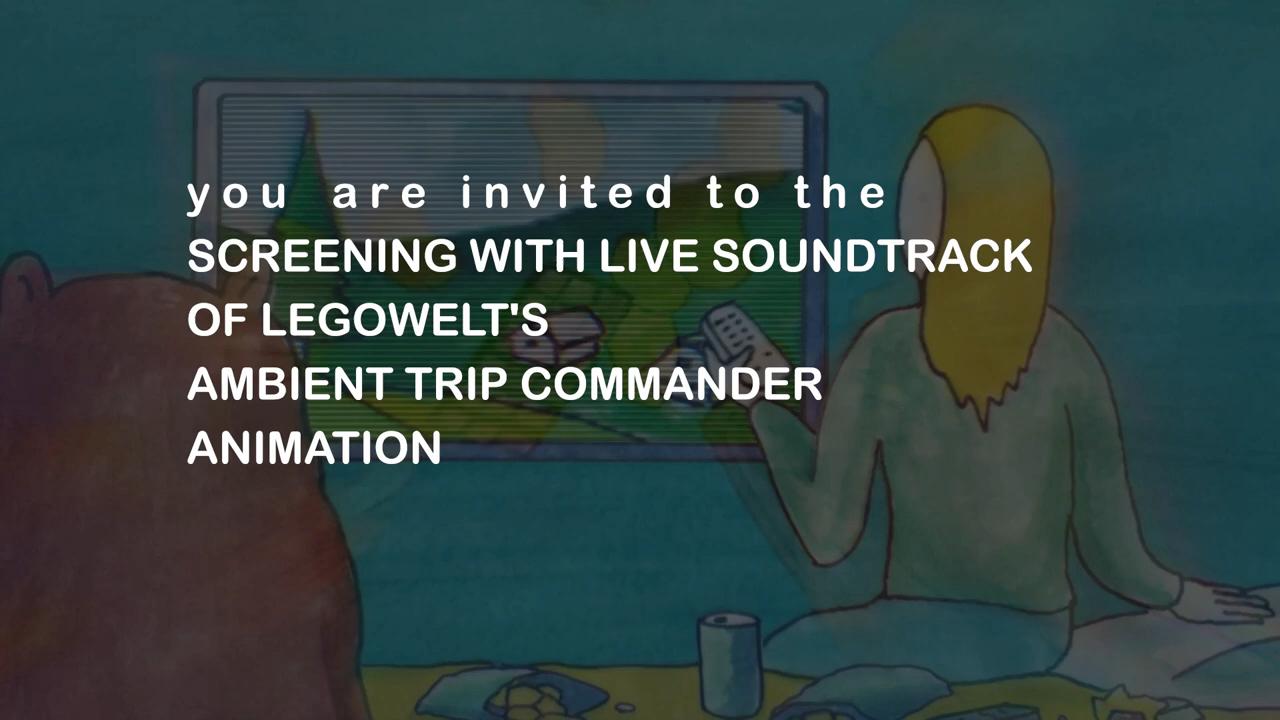 you are invited to the
SCREENING WITH LIVE SOUNDTRACK
OF LEGOWELT'S
AMBIENT TRIP COMMANDER
ANIMATION